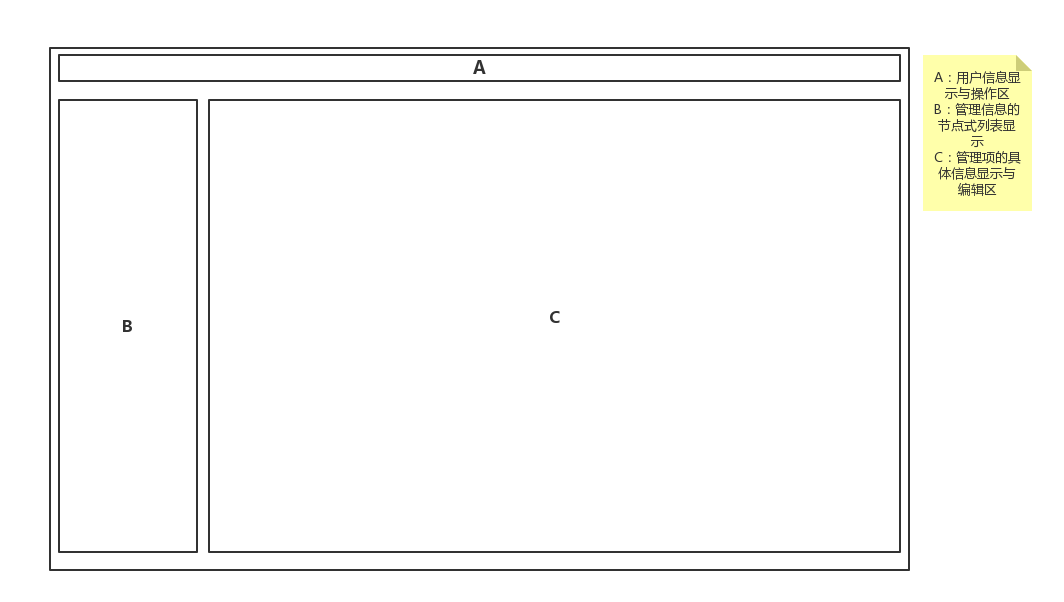 A
B
C
A：用户信息显
示与操作区
B：管理信息的
节点式列表显
示
C：管理项的具
体信息显示与
编辑区